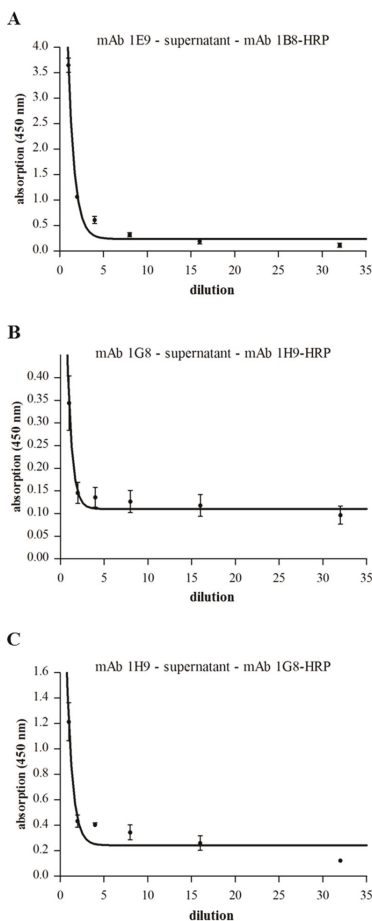 A
mAb 1E9 - supernatant - mAb 1B8-HRP
absorption (450 nm)
4.0
3.5
3.0
2.5
2.0
1.5
1.0
0.5
0.0
0 5 10 15 20 25 30 35
dilution
B
mAb 1G8 - supernatant - mAb 1H9-HRP
absorption (450 nm)
0.40
0.35
0.30
0.25
0.20
0.15
0.10
0.05
0.00
0 5 10 15 20 25 30 35
dilution
C
mAb 1H9 - supernatant - mAb 1G8-HRP
absorption (450 nm)
1.6
1.4
1.2
1.0
0.8
0.6
0.4
0.2
0.0
0 5 10 15 20 25 30 35
dilution